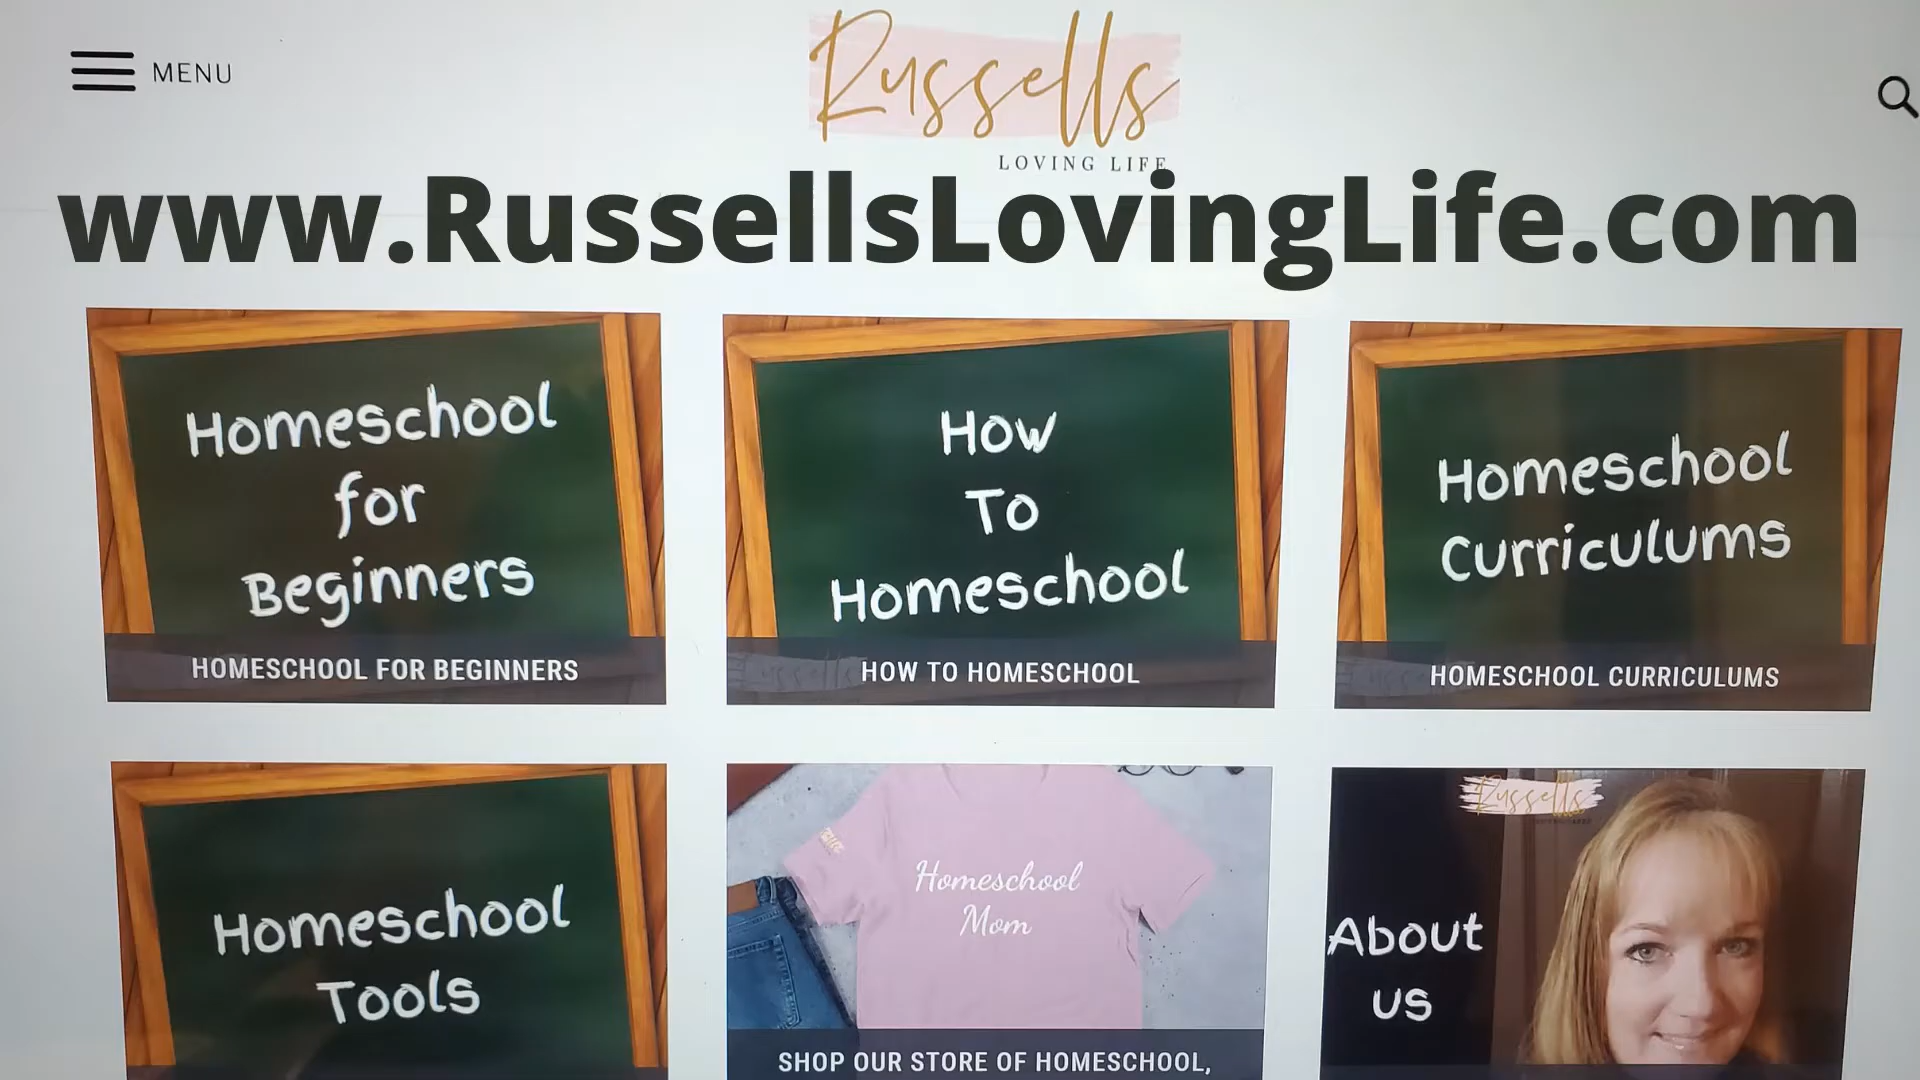 MENU
Russells
LOVING LIFE
www.RussellsLovingLife.com
Homeschool
for
Beginners
HOMESCHOOL FOR BEGINNERS
How
To
Homeschool
HOW TO HOMESCHOOL
Homeschool
Curriculums
HOMESCHOOL CURRICULUMS
Homeschool
Tools
Homeschool
Mom
SHOP OUR STORE OF HOMESCHOOL,
Russells
About
us